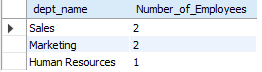 dept_name Number_of_Employees
Sales 2
Marketing 2
Human Resources 1